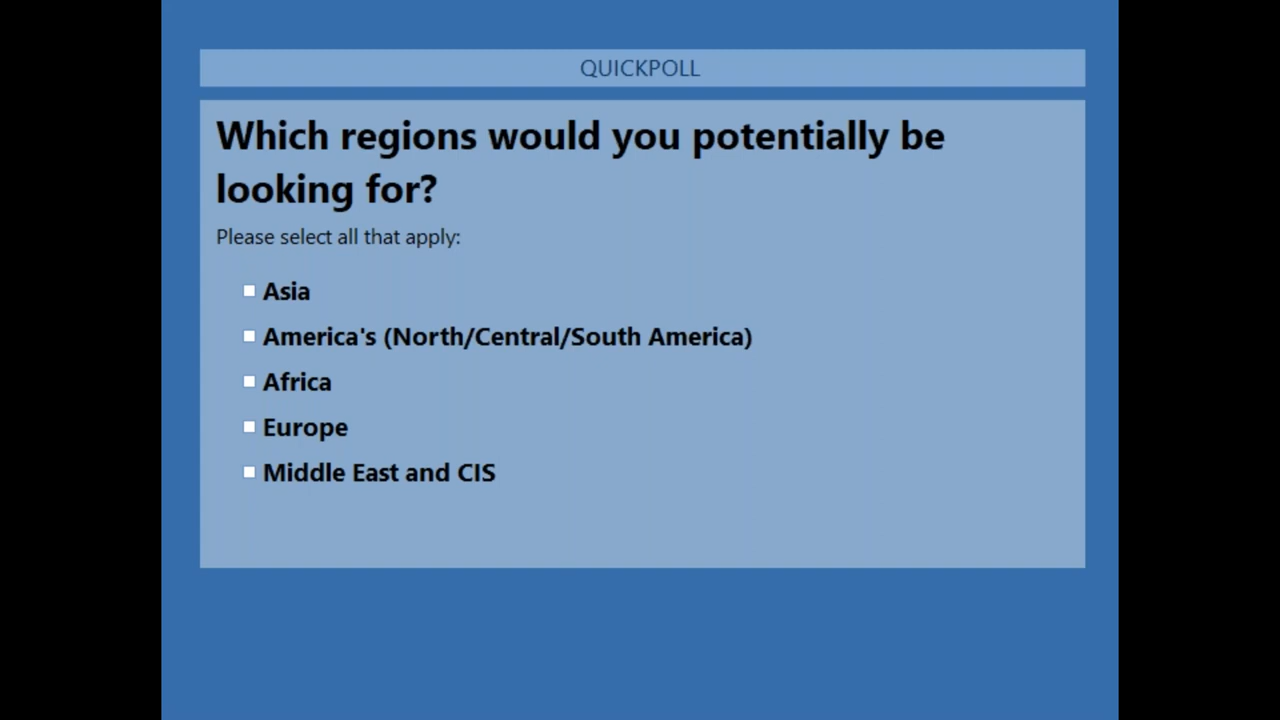 QUICKPOLL
Which regions would you potentially be
looking for?
Please select all that apply:
Asia
America's (North/Central/South America)
Africa
Europe
Middle East and CIS